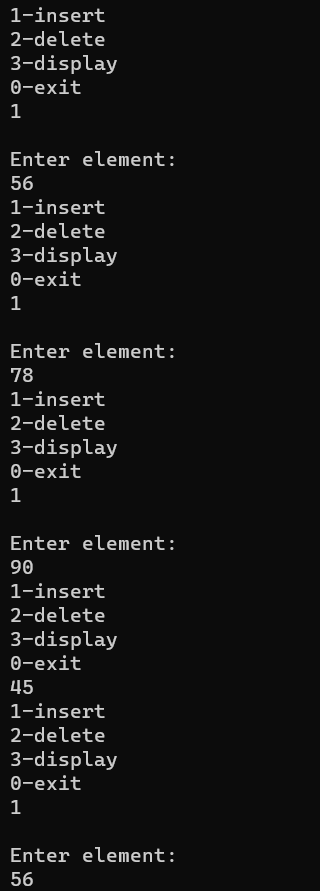 1-insert
2-delete
3-display
0-exit
1

Enter element:
56
1-insert
2-delete
3-display
0-exit
1

Enter element:
78
1-insert
2-delete
3-display
0-exit
1

Enter element:
90
1-insert
2-delete
3-display
0-exit
45
1-insert
2-delete
3-display
0-exit
1

Enter element:
56